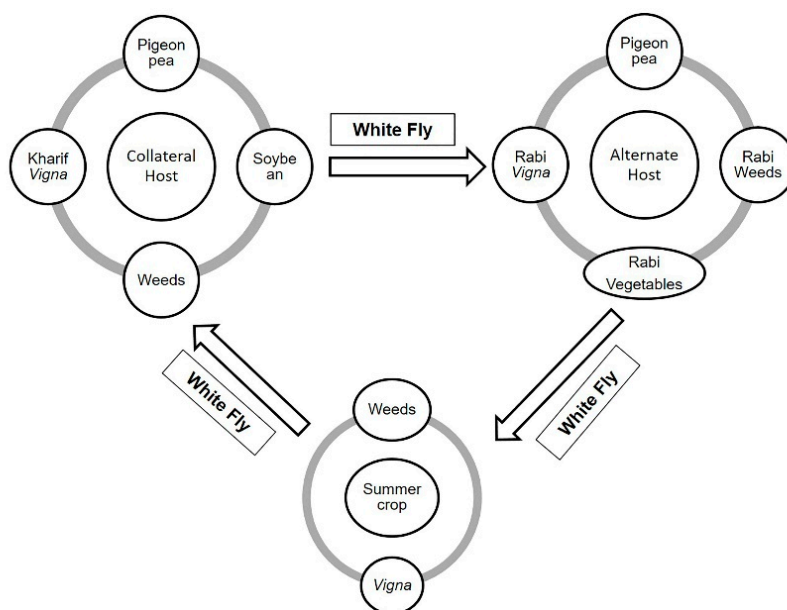 Pigeon
pea
Kharif
Vigna
Collateral
Host
Soybe
an
Weeds
White Fly
Pigeon
pea
Rabi
Vigna
Alternate
Host
Rabi
Weeds
Rabi
Vegetables
White Fly
White Fly
Weeds
Summer
crop
Vigna